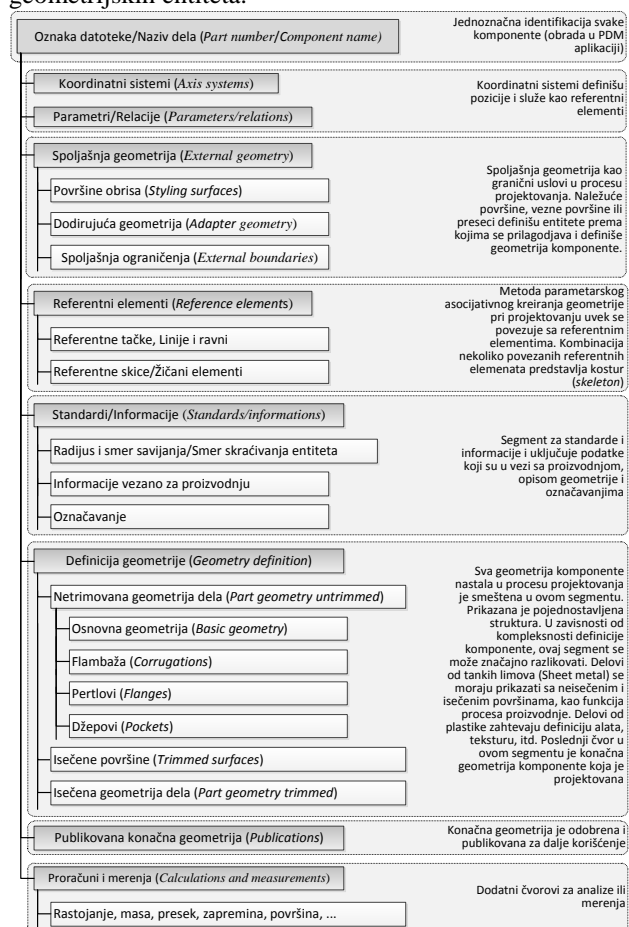 geometrijskih entiteta.
Oznaka datoteke/Naziv dela (Part number/Component name)
Jednoznačna identifikacija svake
komponente (obrada u PDM
aplikaciji)
Koordinatni sistemi (Axis systems)
Parametri/Relacije (Parameters/relations)
Koordinatni sistemi definišu
pozicije i služe kao referentni
elementi
Spoljašnja geometrija (External geometry)
Površine obrisa (Styling surfaces)
Dodirujuća geometrija (Adapter geometry)
Spoljašnja ograničenja (External boundaries)
Spoljašnja geometrija kao
granični uslovi u procesu
projektovanja. Naležuće
površine, vezne površine ili
preseci definišu entitete prema
kojima se prilagodjava i definiše
geometrija komponente.
Referentni elementi (Reference elements)
Referentne tačke, Linije i ravni
Referentne skice/Žičani elementi
Metoda parametarskog
asocijativnog kreiranja geometrije
pri projektovanju uvek se
povezuje sa referentnim
elementima. Kombinacija
nekoliko povezanih referentnih
elemenata predstavlja kostur
(skeleton)
Standardi/Informacije (Standards/informations)
Radijus i smer savijanja/Smer skraćivanja entiteta
Informacije vezano za proizvodnju
Označavanje
Segment za standarde i
informacije i uključuje podatke
koji su u vezi sa proizvodnjom,
opisom geometrije i
označavanjima
Definicija geometrije (Geometry definition)
Netrimovana geometrija dela (Part geometry untrimmed)
Osnovna geometrija (Basic geometry)
Flambaža (Corrugations)
Pertlovi (Flanges)
Džepovi (Pockets)
Isečene površine (Trimmed surfaces)
Isečena geometrija dela (Part geometry trimmed)
Sva geometrija komponente
nastala u procesu projektovanja
je smeštena u ovom segmentu.
Prikazana je pojednostavljena
struktura. U zavisnosti od
kompleksnosti definicije
komponente, ovaj segment se
može značajno razlikovati. Delovi
od tankih limova (Sheet metal) se
moraju prikazati sa neisečenim i
isečenim površinama, kao funkcija
procesa proizvodnje. Delovi od
plastike zahtevaju definiciju alata,
teksturu, itd. Poslednji čvor u
ovom segmentu je konačna
geometrija komponente koja je
projektovana
Publikovana konačna geometrija (Publications)
Konačna geometrija je odobrena i
publikovana za dalje korišćenje
Proračuni i merenja (Calculations and measurements)
Rastojanje, masa, presek, zapremina, površina, ...
Dodatni čvorovi za analize ili
merenja